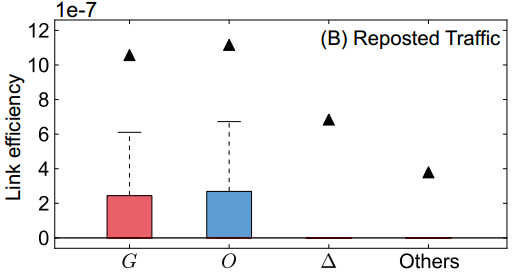 1e-7
(B) Reposted Traffic
Link efficiency
12
10
8
6
4
2
0
G O Δ Others